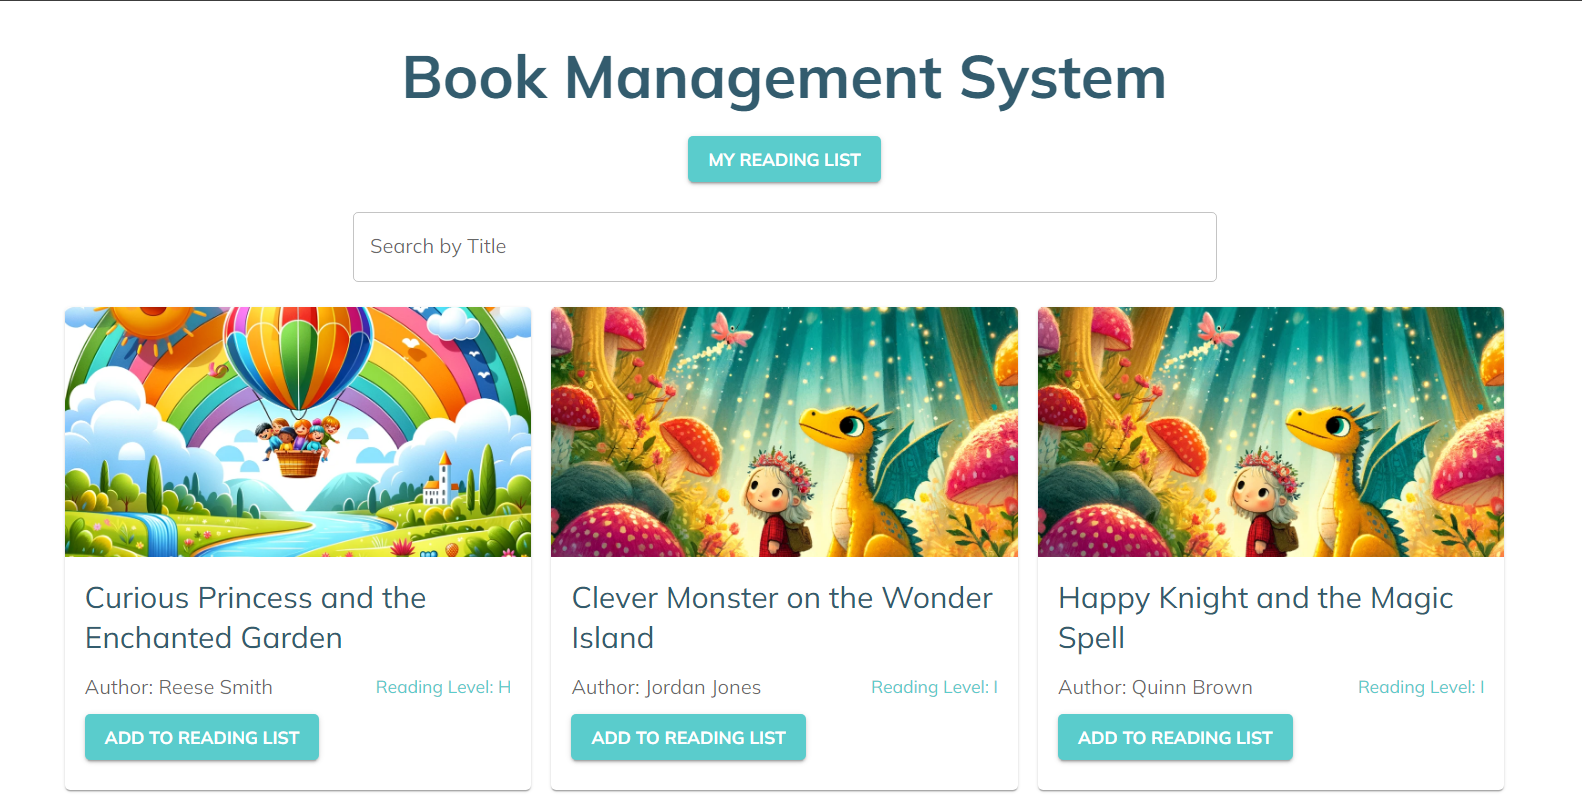 Book Management System
MY READING LIST
Search by Title
Curious Princess and the
Enchanted Garden
Author: Reese Smith
Reading Level: H
ADD TO READING LIST
Clever Monster on the Wonder
Island
Author: Jordan Jones
Reading Level: I
ADD TO READING LIST
Happy Knight and the Magic
Spell
Author: Quinn Brown
Reading Level: I
ADD TO READING LIST